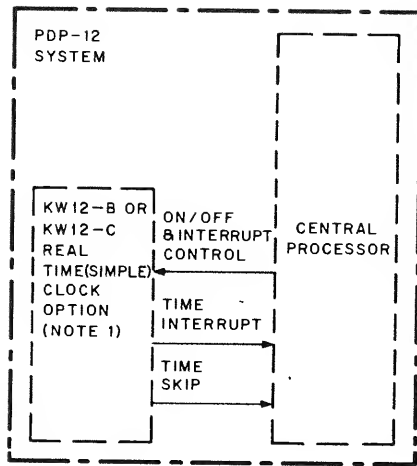 PDP-12
SYSTEM
KW12-B OR
KW12-C
REAL
TIME(SIMPLE)
CLOCK
OPTION
(NOTE 1)
ON/OFF
& INTERRUPT
CONTROL
TIME
INTERRUPT
TIME
SKIP
CENTRAL
PROCESSOR